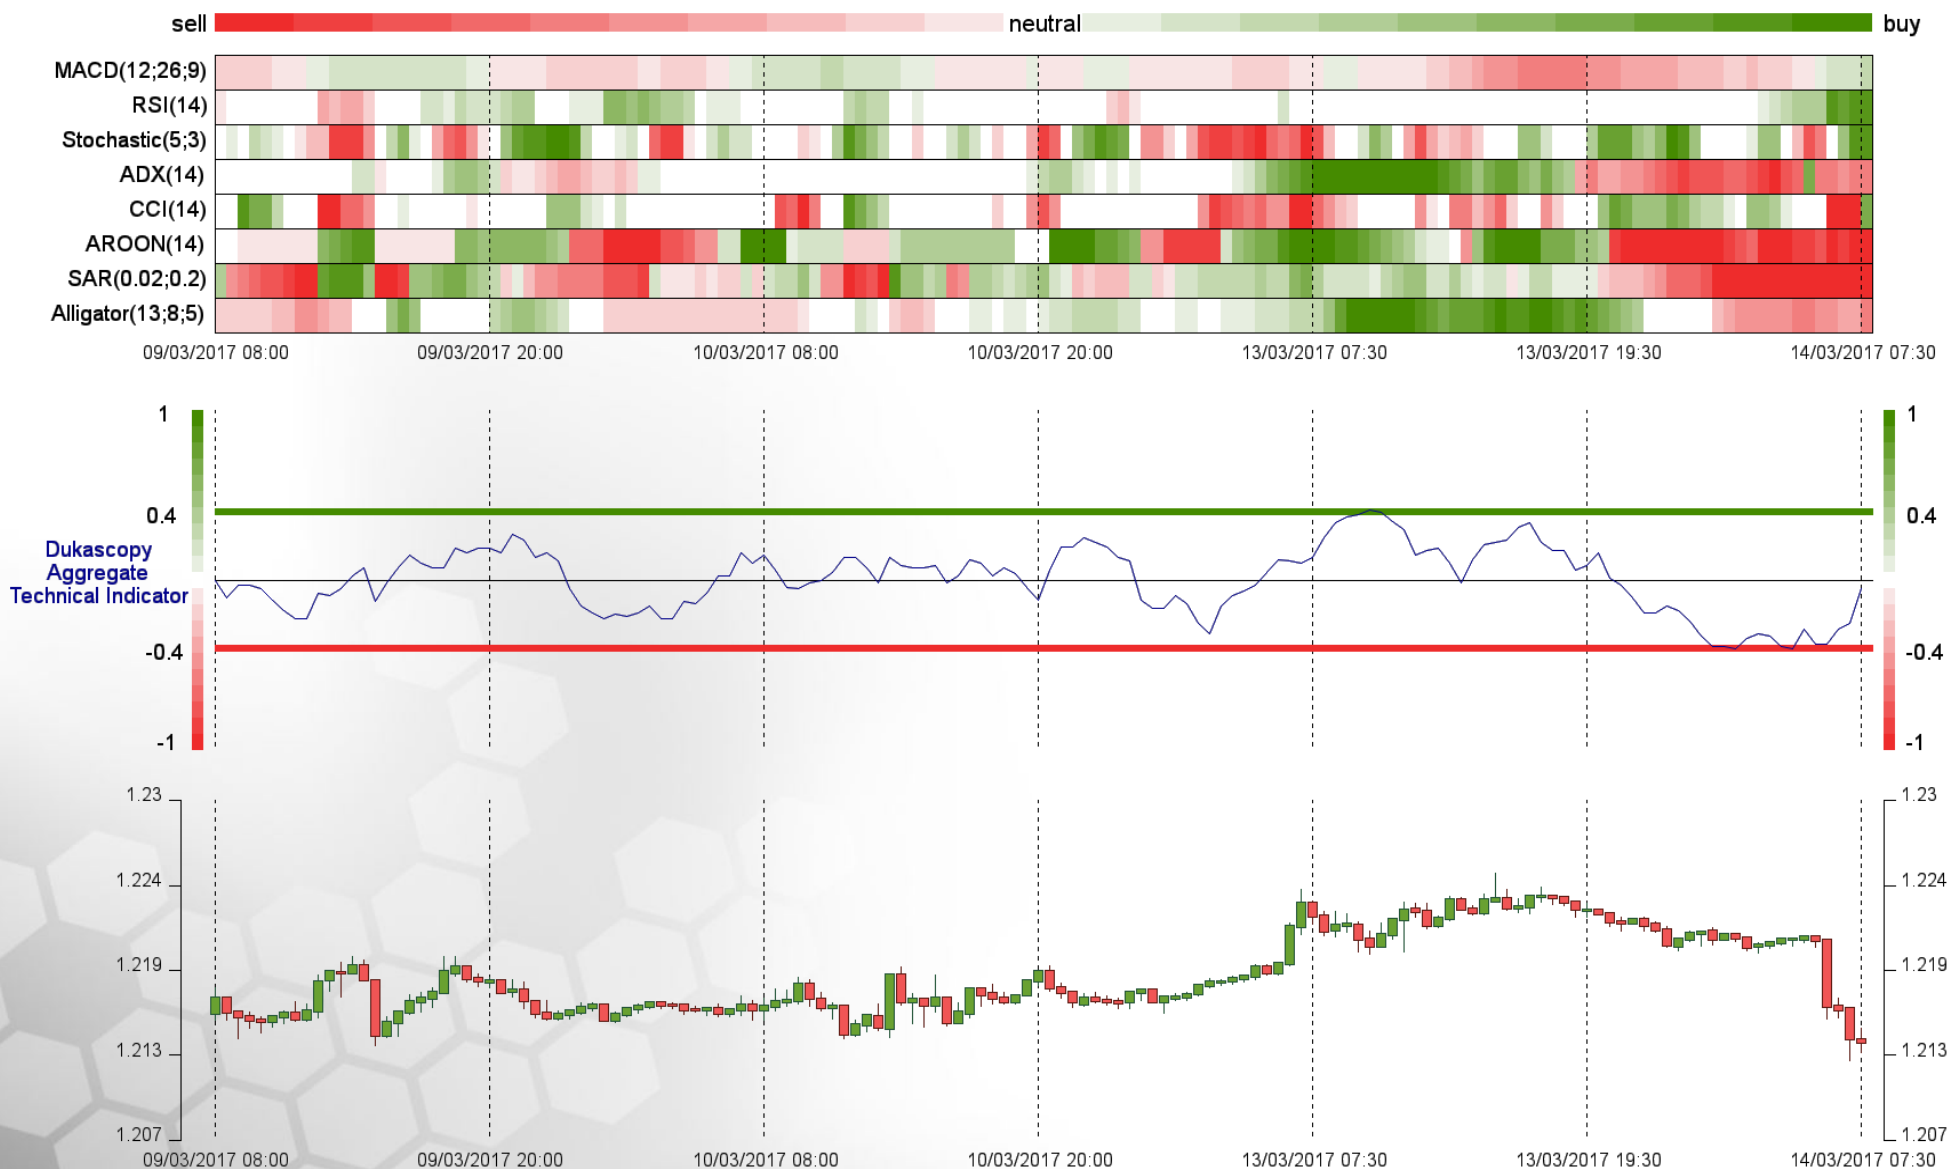 sell neutral buy
MACD(12;26;9)
RSI(14)
Stochastic(5;3)
ADX(14)
CCI(14)
AROON(14)
SAR(0.02;0.2)
Alligator(13;8;5)
09/03/2017 08:00 09/03/2017 20:00 10/03/2017 08:00 10/03/2017 20:00 13/03/2017 07:30 13/03/2017 19:30 14/03/2017 07:30
1 1
0.4 0.4
Dukascopy
Aggregate
Technical Indicator
-0.4 -0.4
-1 -1
1.23 1.23
1.224 1.224
1.219 1.219
1.213 1.213
1.207 1.207
09/03/2017 08:00 09/03/2017 20:00 10/03/2017 08:00 10/03/2017 20:00 13/03/2017 07:30 13/03/2017 19:30 14/03/2017 07:30